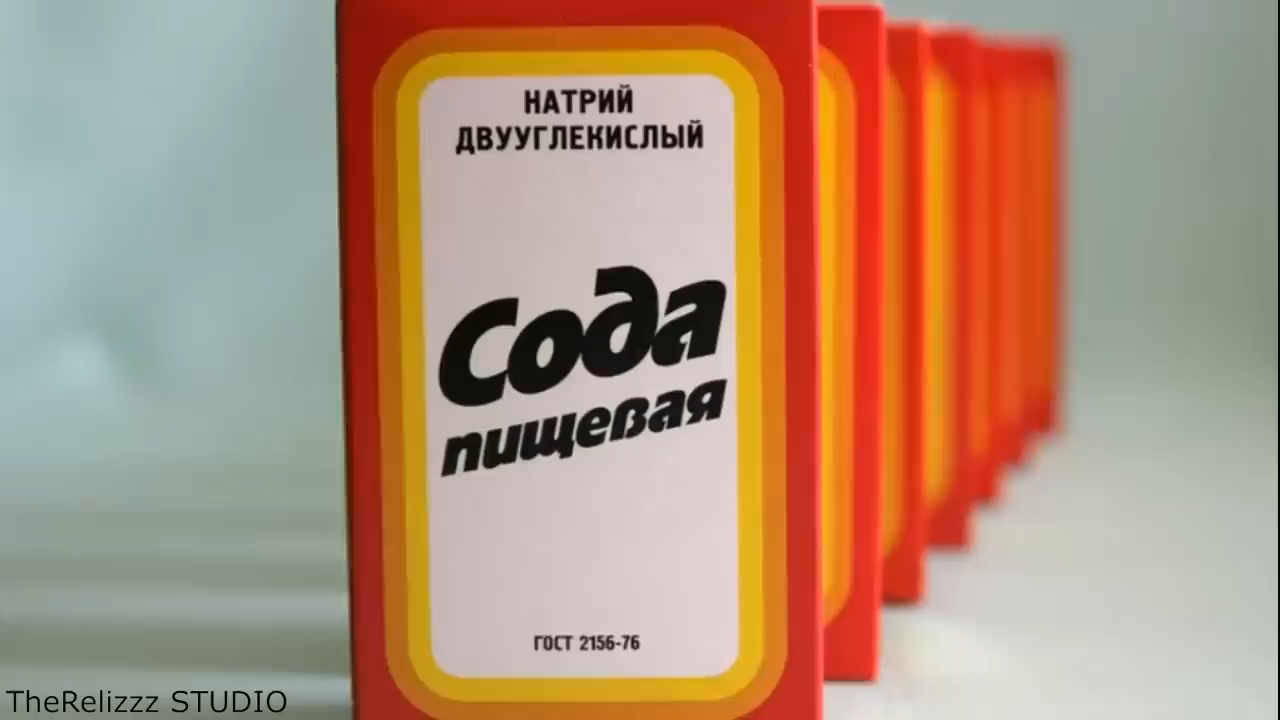 НАТРИЙ
ДВУУГЛЕКИСЛЫЙ
Сода
пищевая
ГОСТ 2156-76
TheRelizzz STUDIO